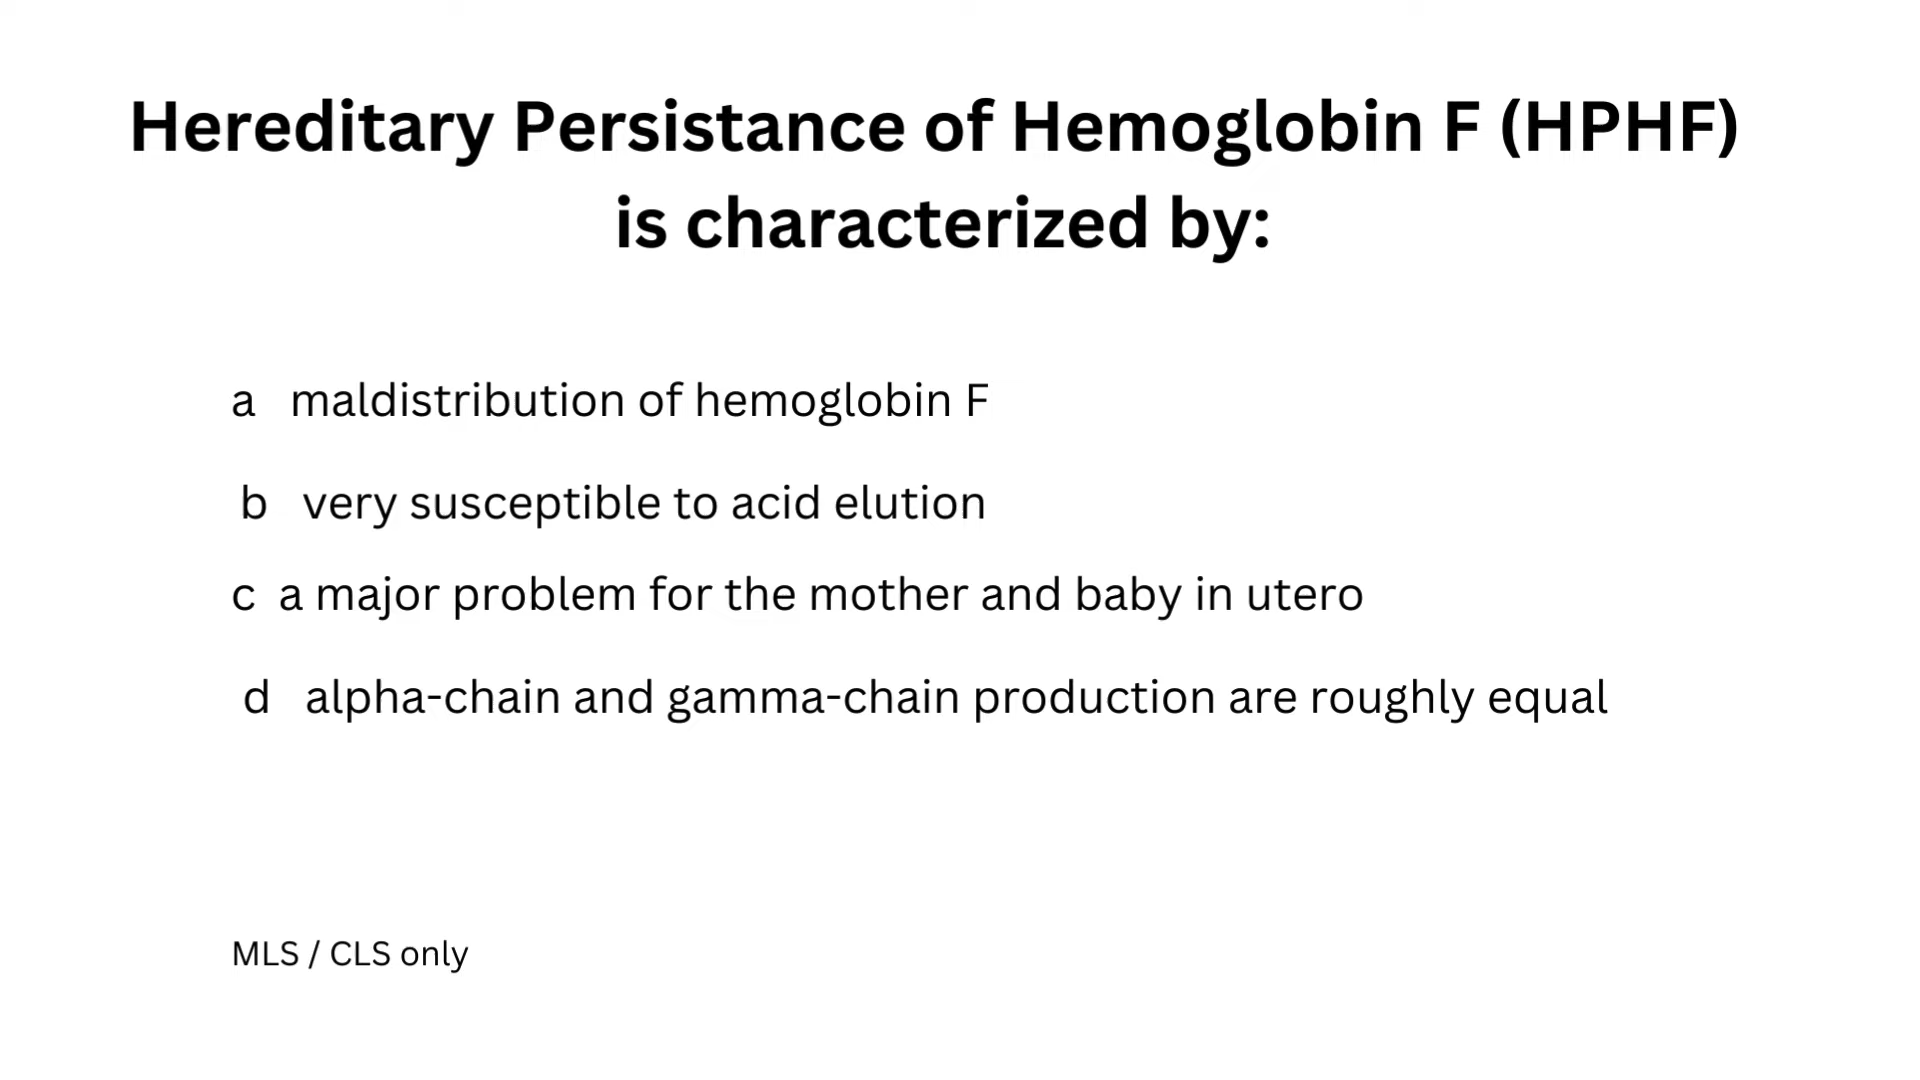 Hereditary Persistance of Hemoglobin F (HPHF)
is characterized by:
a maldistribution of hemoglobin F
b very susceptible to acid elution
c a major problem for the mother and baby in utero
d alpha-chain and gamma-chain production are roughly equal
MLS / CLS only